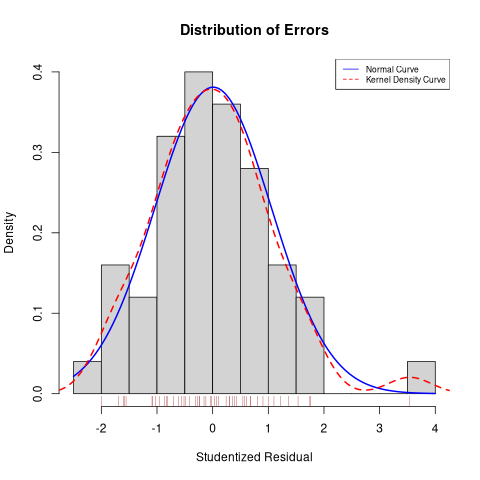 Distribution of Errors
Normal Curve
Kernel Density Curve
Density
0.4
0.3
0.2
0.1
0.0
-2 -1 0 1 2 3 4
Studentized Residual